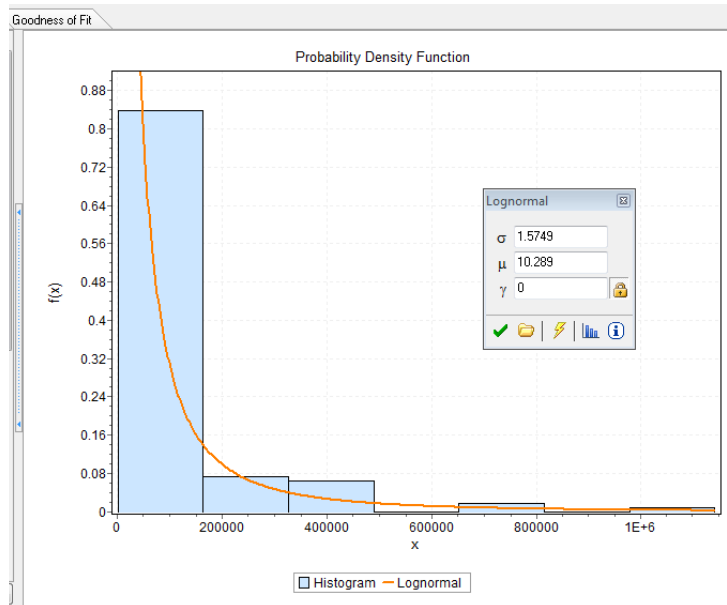 Goodness of Fit
Probability Density Function
0.88
0.8
0.72
0.64
0.56
0.48
0.4
0.32
0.24
0.16
0.08
0
f(x)
Lognormal
σ 1.5749
μ 10.289
γ 0
0 200000 400000 600000 800000 1E+6
x
Histogram Lognormal